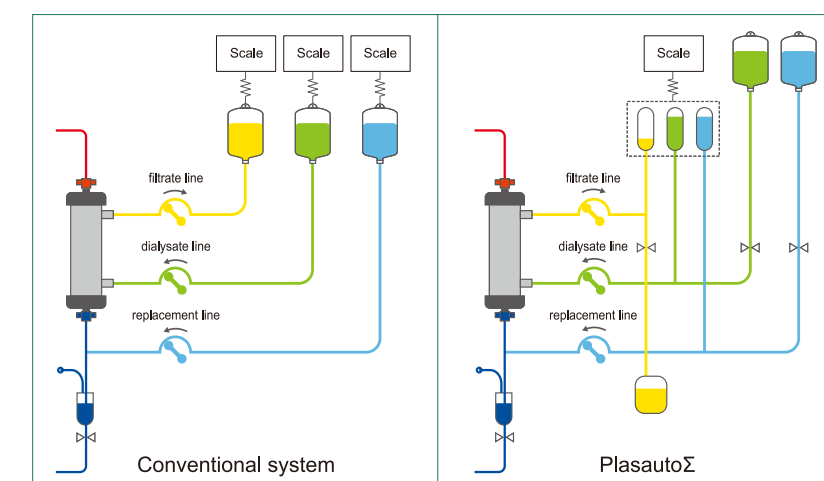 Scale
Scale
Scale
filtrate line
dialysate line
replacement line
Conventional system
Scale
filtrate line
dialysate line
replacement line
PlasautoΣ